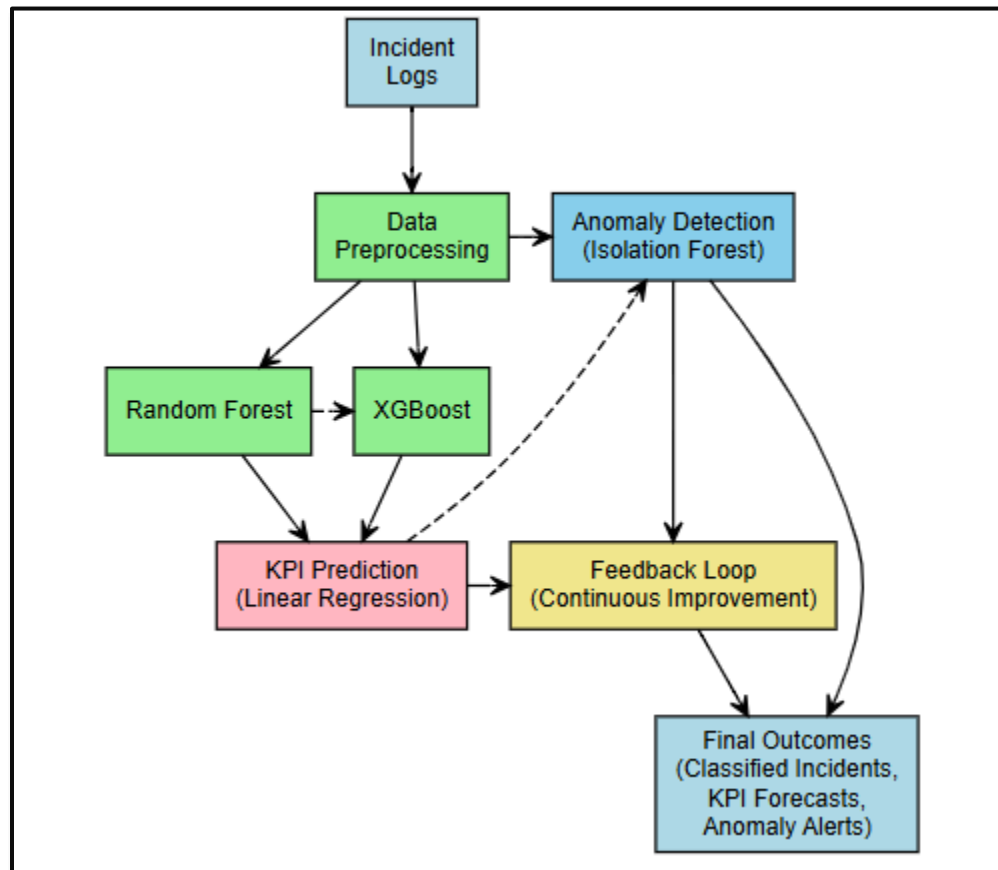 Incident
Logs
Data
Preprocessing
Anomaly Detection
(Isolation Forest)
Random Forest
XGBoost
KPI Prediction
(Linear Regression)
Feedback Loop
(Continuous Improvement)
Final Outcomes
(Classified Incidents,
KPI Forecasts,
Anomaly Alerts)